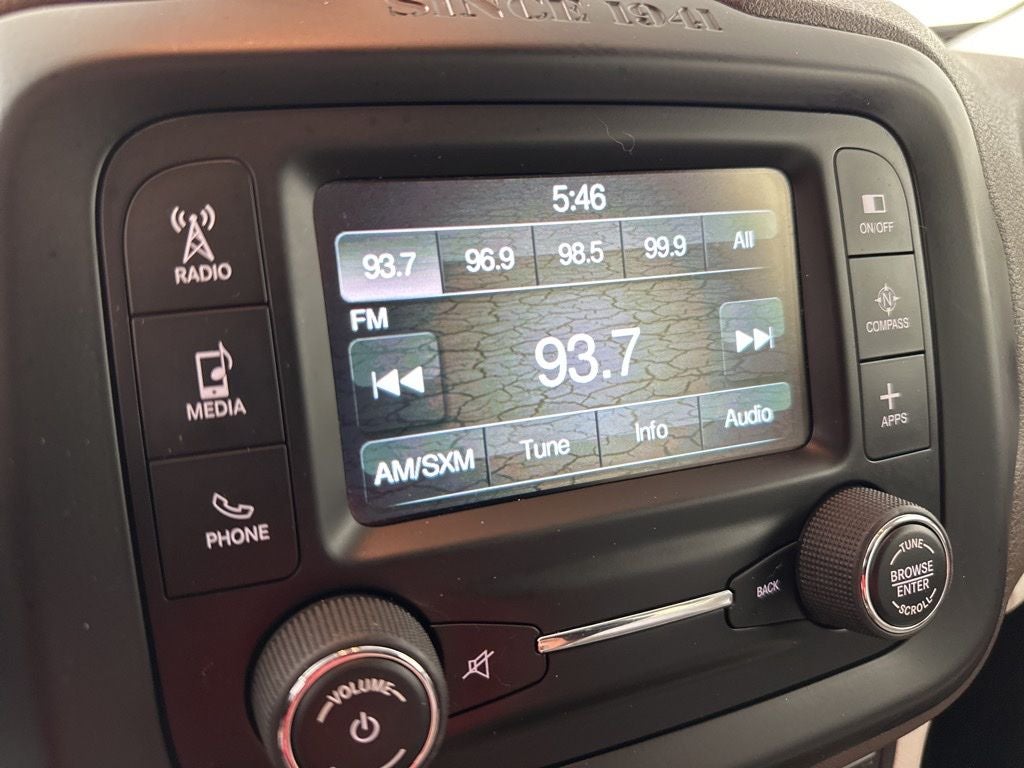 SINCE 1941
5:46
93.7 96.9 98.5 99.9 All
FM
93.7
AM/SXM Tune Info Audio
RADIO
MEDIA
PHONE
ON/OFF
N
COMPASS
APPS
VOLUME
BACK
TUNE
BROWSE
ENTER
SCROLL